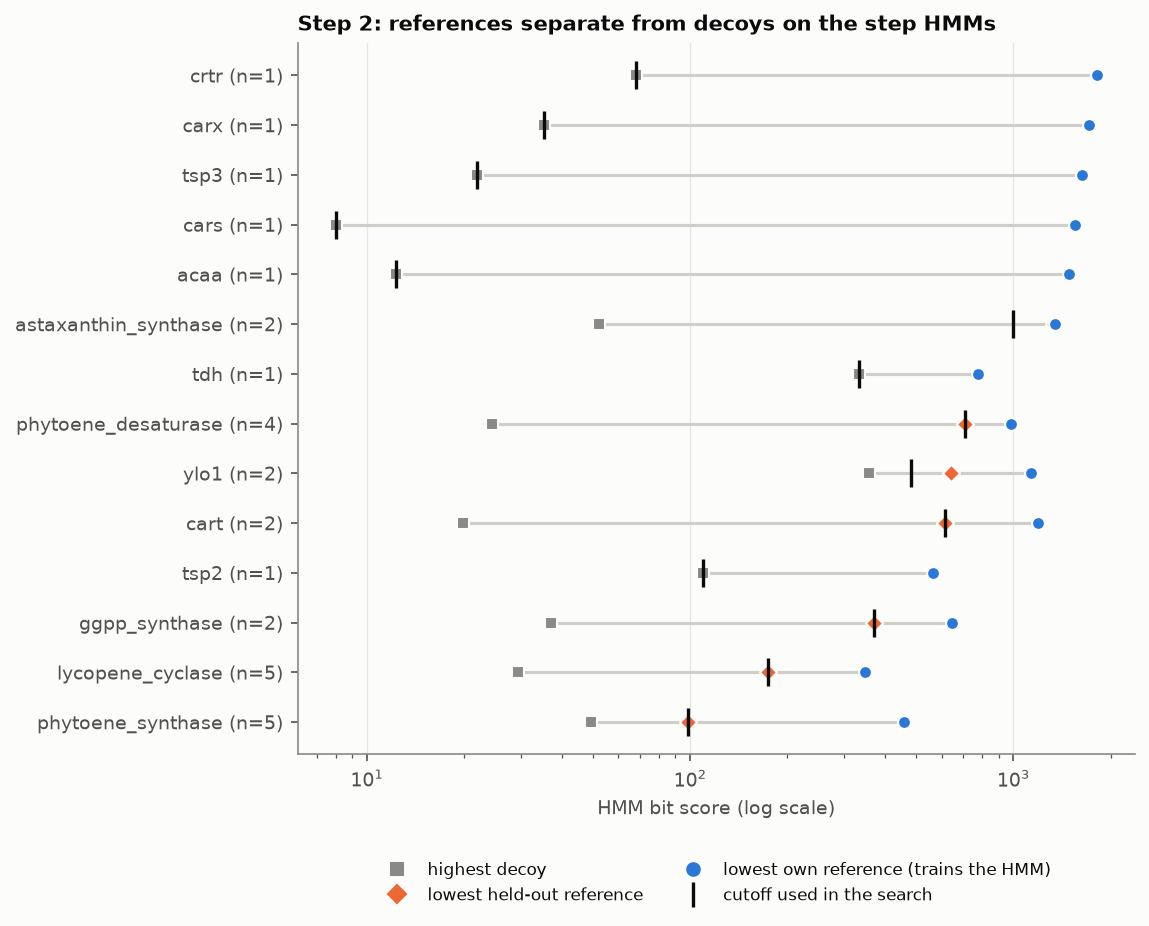 Step 2: references separate from decoys on the step HMMs
crtr (n=1)
carx (n=1)
tsp3 (n=1)
cars (n=1)
acaa (n=1)
astaxanthin_synthase (n=2)
tdh (n=1)
phytoene_desaturase (n=4)
ylo1 (n=2)
cart (n=2)
tsp2 (n=1)
ggpp_synthase (n=2)
lycopene_cyclase (n=5)
phytoene_synthase (n=5)
10¹ 10² 10³
HMM bit score (log scale)
highest decoy
lowest held-out reference
lowest own reference (trains the HMM)
cutoff used in the search